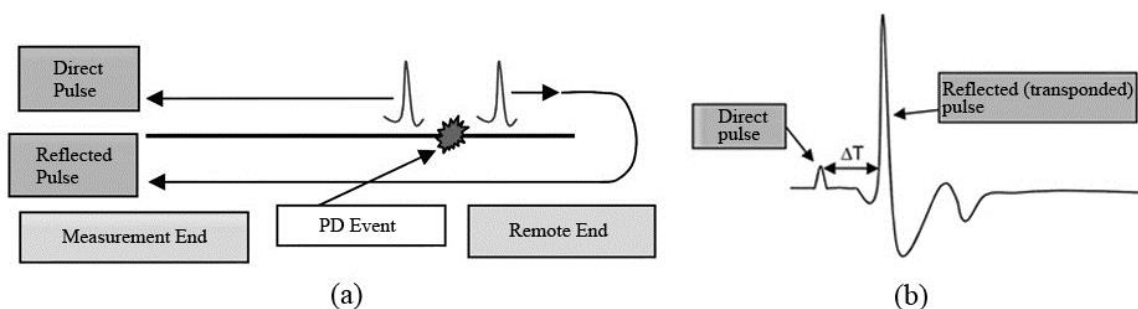 Direct
Pulse
Reflected
Pulse
Measurement End
PD Event
Remote End
(a)
Direct
pulse
ΔT
Reflected (transponded)
pulse
(b)